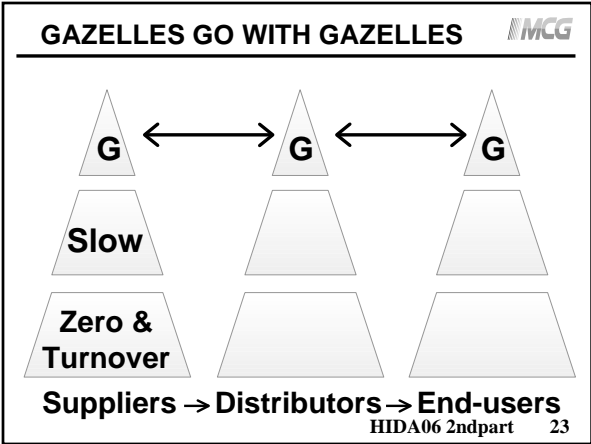 GAZELLES GO WITH GAZELLES
MCG
G G G
Slow
Zero &
Turnover
Suppliers → Distributors → End-users
HIDA06 2ndpart 23